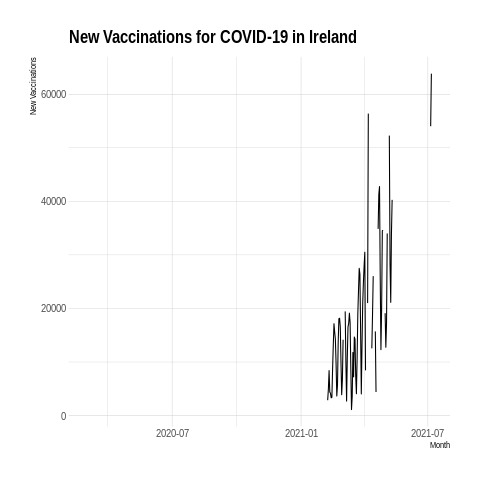 New Vaccinations for COVID-19 in Ireland
New Vaccinations
60000
40000
20000
0
2020-07 2021-01 2021-07
Month